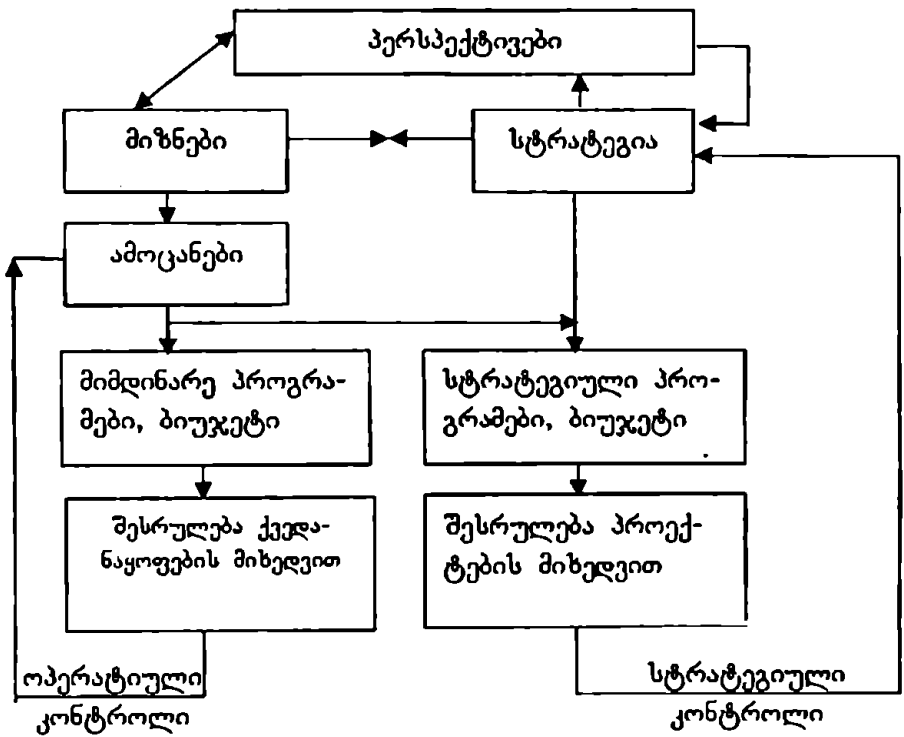 პერსპექტივები
მიზნები
სტრატეგია
ამოცანები
მიმდინარე პროგრა-
მები, ბიუჯეტი
სტრატეგიული პრო-
გრამები, ბიუჯეტი
შესრულება ქვედა-
ნაყოფების მიხედვით
შესრულება პროექ-
ტების მიხედვით
ოპერატიული
კონტროლი
სტრატეგიული
კონტროლი